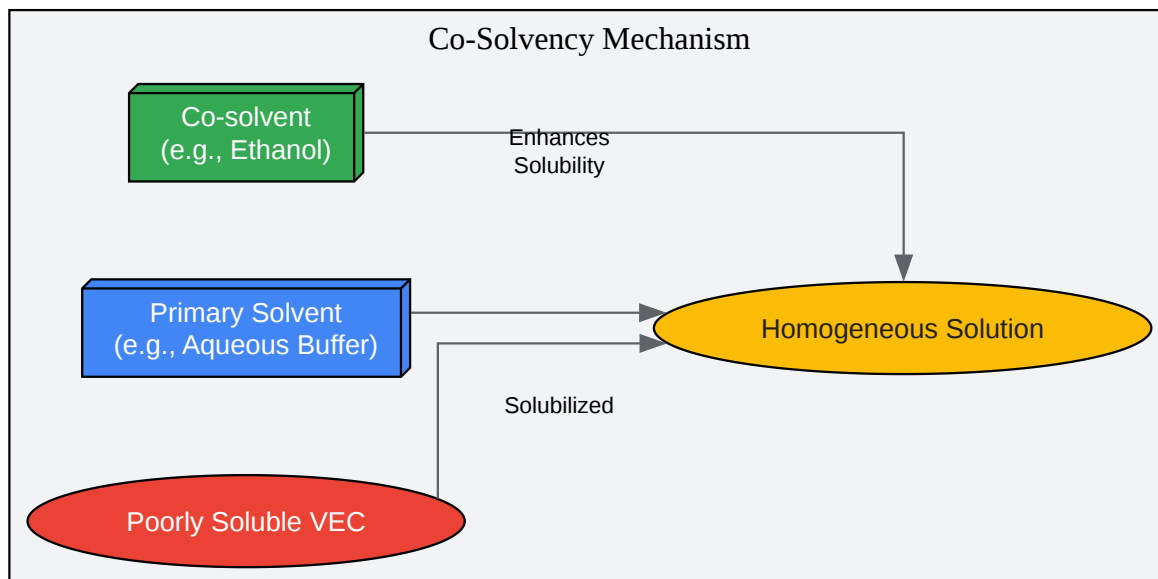 Co-Solvency Mechanism
Co-solvent
(e.g., Ethanol)
Enhances
Solubility
Primary Solvent
(e.g., Aqueous Buffer)
Homogeneous Solution
Solubilized
Poorly Soluble VEC